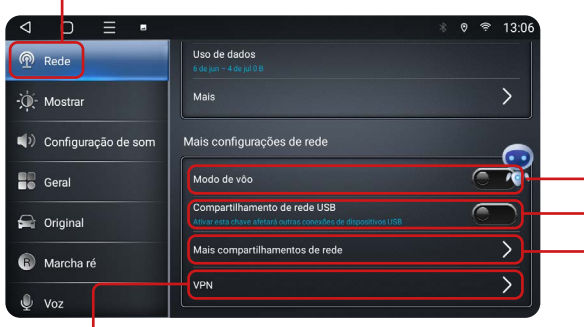 13:06
Rede
Mostrar
Configuração de som
Geral
Original
R Marcha ré
Voz
Uso de dados
6 de jun – 4 de jul 0 B
Mais
Mais configurações de rede
Modo de vôo
Compartilhamento de rede USB
Ativar esta chave afetará outras conexões de dispositivos USB
Mais compartilhamentos de rede
VPN